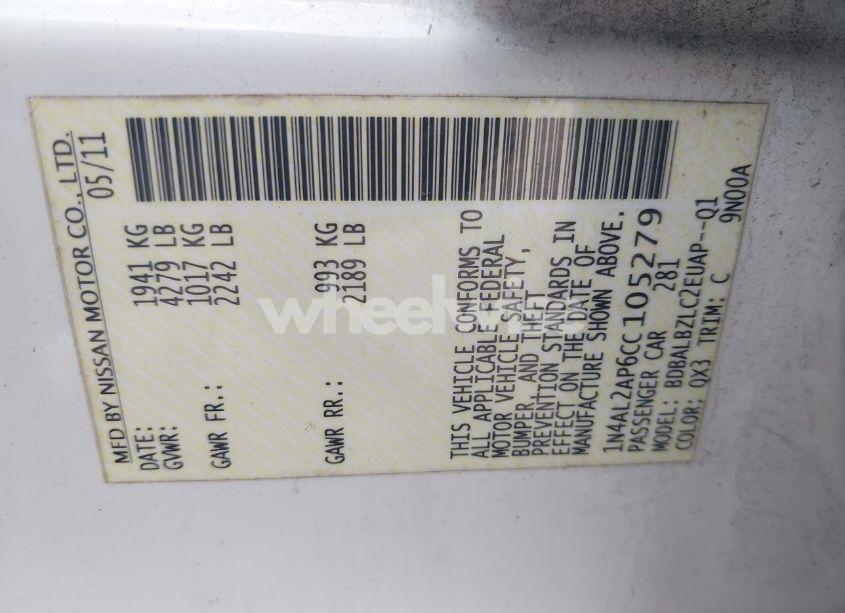 MFD BY NISSAN MOTOR CO., LTD.
DATE: 05/11
GVWR: 1941 KG
4279 LB
GAWR FR.: 1017 KG
2242 LB
GAWR RR.: 993 KG
2189 LB
THIS VEHICLE CONFORMS TO
ALL APPLICABLE FEDERAL
MOTOR VEHICLE SAFETY,
BUMPER, AND THEFT
PREVENTION STANDARDS IN
EFFECT ON THE DATE OF
MANUFACTURE SHOWN ABOVE.
1N4AL2AP6CC105279
PASSENGER CAR 281
MODEL: BDBALBZLC2EUAP--Q1
COLOR: QX3 TRIM: C 9N00A